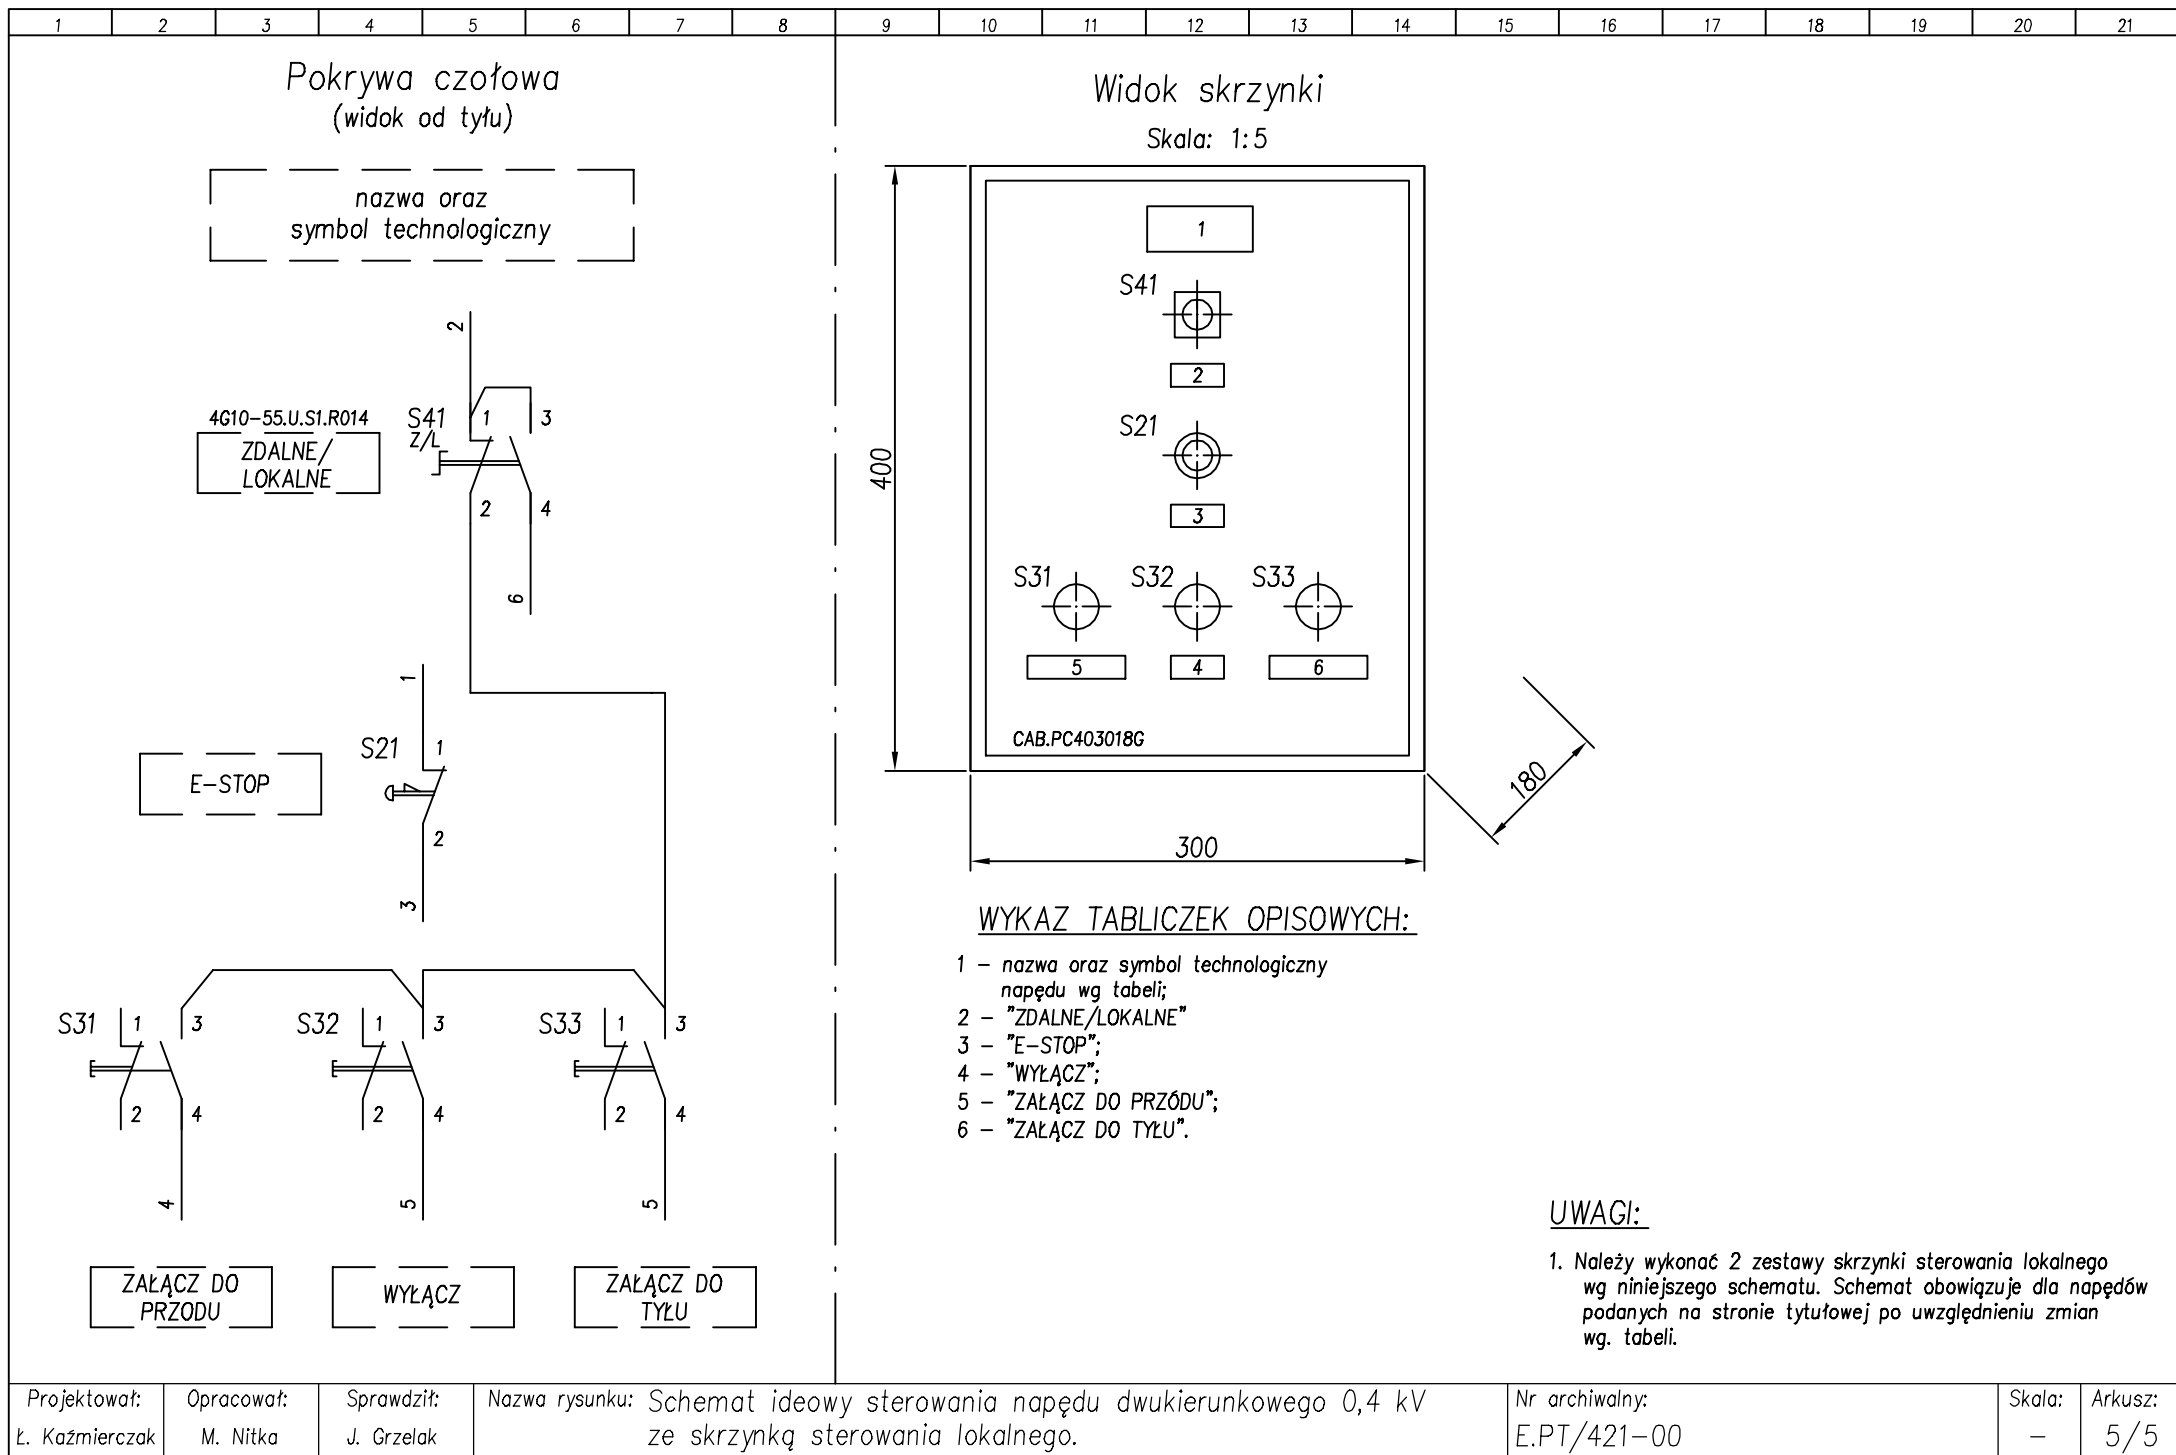 1 2 3 4 5 6 7 8 9 10 11 12 13 14 15 16 17 18 19 20 21
Pokrywa czołowa
(widok od tyłu)
nazwa oraz
symbol technologiczny
2
4G10-55.U.S1.R014
S41
Z/L
1
3
ZDALNE/
LOKALNE
2
4
6
1
S21
1
E-STOP
2
3
S31
1
3
S32
1
3
S33
1
3
2
4
2
4
2
4
4
5
5
ZAŁĄCZ DO
PRZODU
WYŁĄCZ
ZAŁĄCZ DO
TYŁU
Widok skrzynki
Skala: 1:5
1
S41
2
S21
3
400
S31
S32
S33
5
4
6
CAB.PC403018G
180
300
WYKAZ TABLICZEK OPISOWYCH:
1 - nazwa oraz symbol technologiczny
napędu wg tabeli;
2 - "ZDALNE/LOKALNE"
3 - "E-STOP";
4 - "WYŁĄCZ";
5 - "ZAŁĄCZ DO PRZÓDU";
6 - "ZAŁĄCZ DO TYŁU".
UWAGI:
1. Należy wykonać 2 zestawy skrzynki sterowania lokalnego
wg niniejszego schematu. Schemat obowiązuje dla napędów
podanych na stronie tytułowej po uwzględnieniu zmian
wg. tabeli.
Projektował:
Ł. Kaźmierczak
Opracował:
M. Nitka
Sprawdził:
J. Grzelak
Nazwa rysunku: Schemat ideowy sterowania napędu dwukierunkowego 0,4 kV
ze skrzynką sterowania lokalnego.
Nr archiwalny:
E.PT/421-00
Skala:
-
Arkusz:
5/5